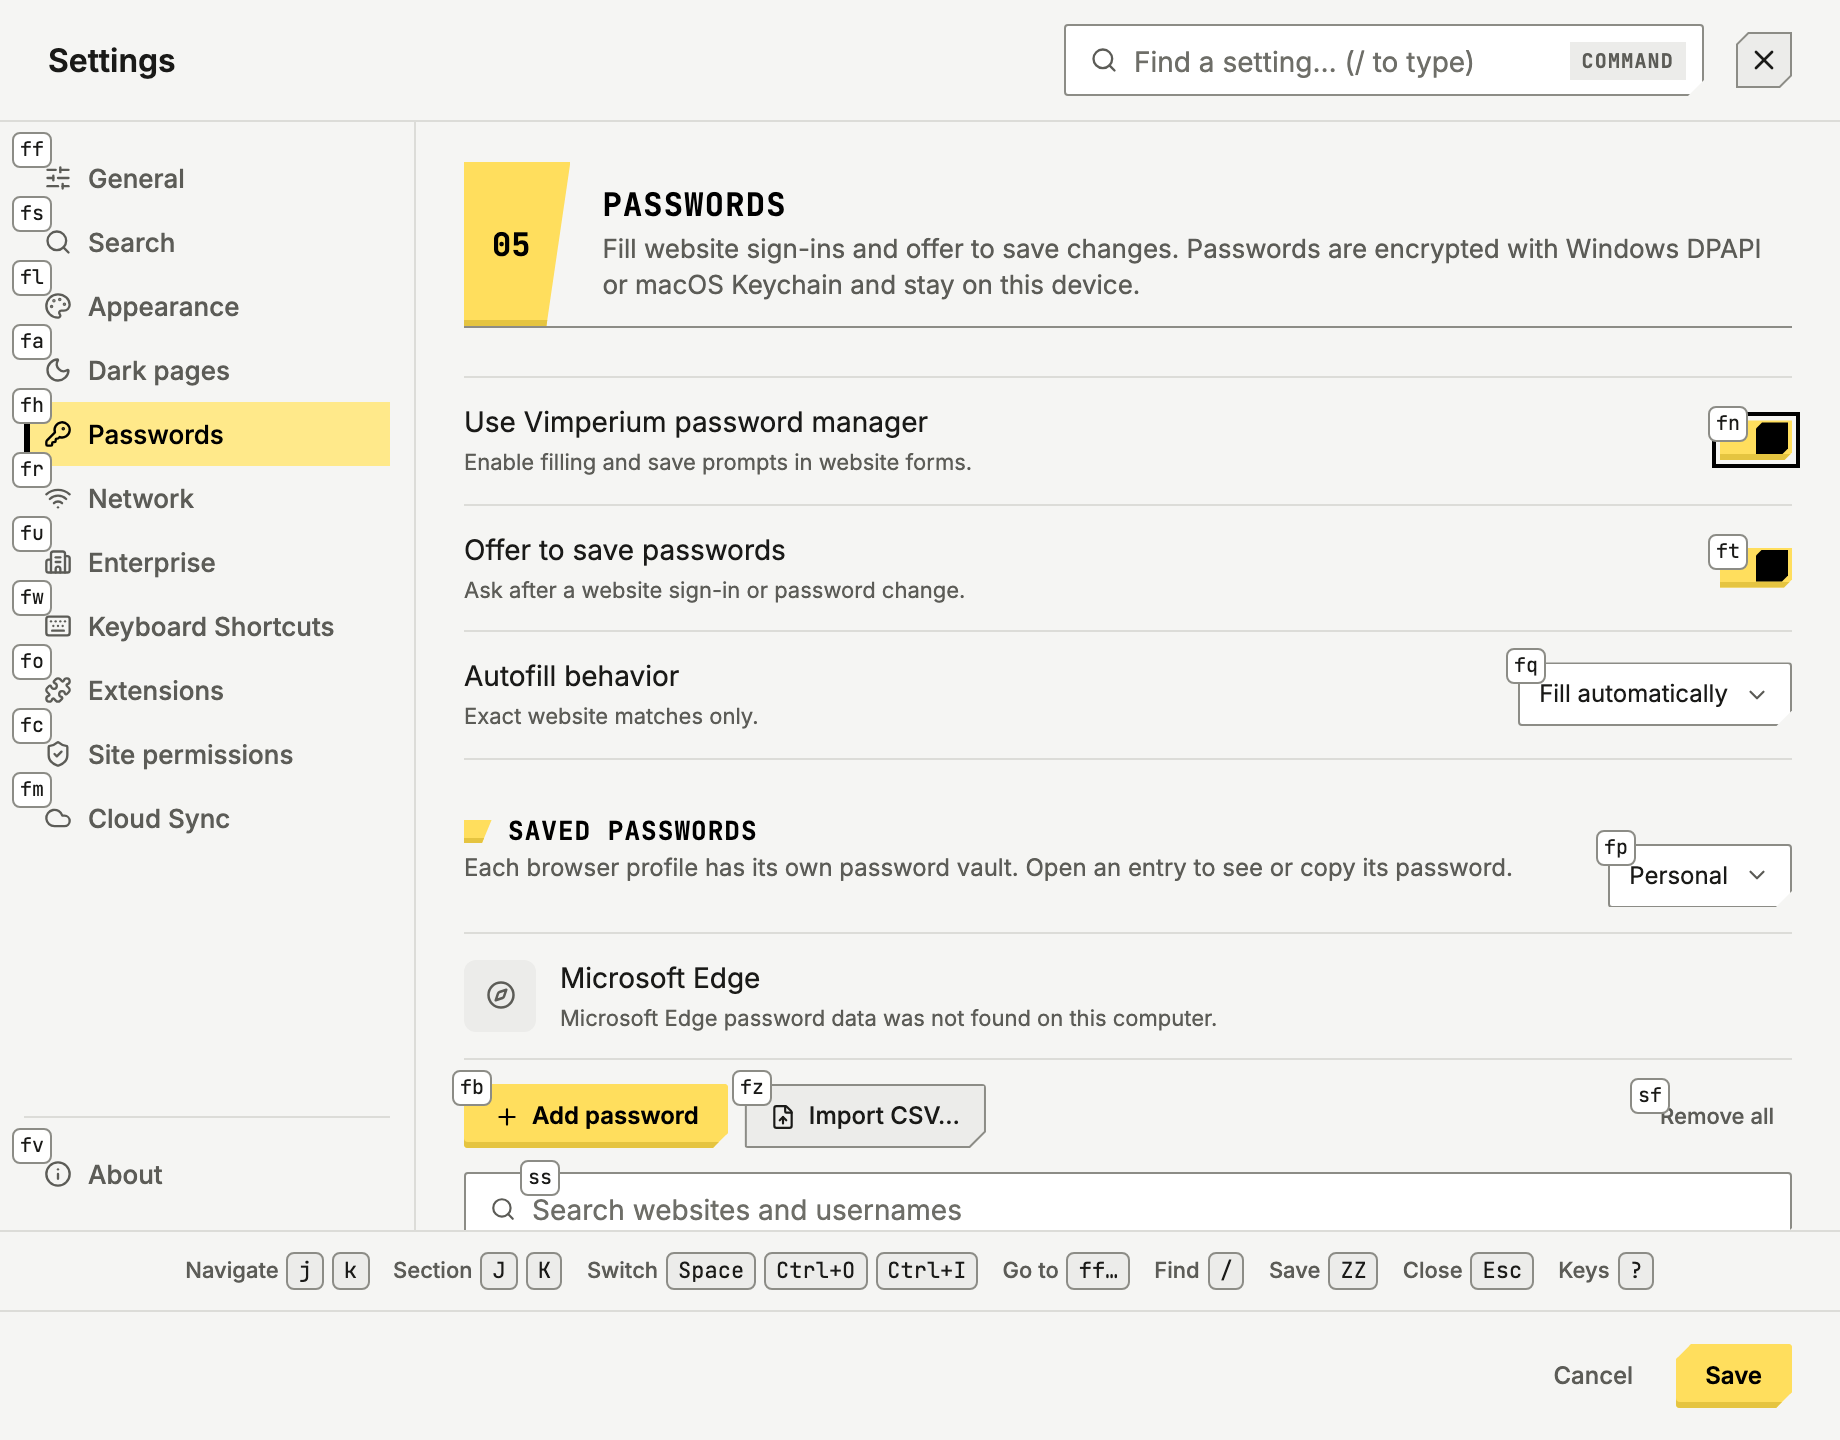 Settings
Find a setting... (/ to type)
COMMAND
ff
General
fs
Search
fl
Appearance
fa
Dark pages
fh
Passwords
fr
Network
fu
Enterprise
fw
Keyboard Shortcuts
fo
Extensions
fc
Site permissions
fm
Cloud Sync
fv
About
05
PASSWORDS
Fill website sign-ins and offer to save changes. Passwords are encrypted with Windows DPAPI
or macOS Keychain and stay on this device.
Use Vimperium password manager
Enable filling and save prompts in website forms.
fn
Offer to save passwords
Ask after a website sign-in or password change.
ft
Autofill behavior
Exact website matches only.
fq
Fill automatically
SAVED PASSWORDS
Each browser profile has its own password vault. Open an entry to see or copy its password.
fp
Personal
Microsoft Edge
Microsoft Edge password data was not found on this computer.
fb
Add password
fz
Import CSV...
sf
Remove all
ss
Search websites and usernames
Navigate j k Section J K Switch Space Ctrl+O Ctrl+I Go to ff… Find / Save ZZ Close Esc Keys ?
Cancel
Save